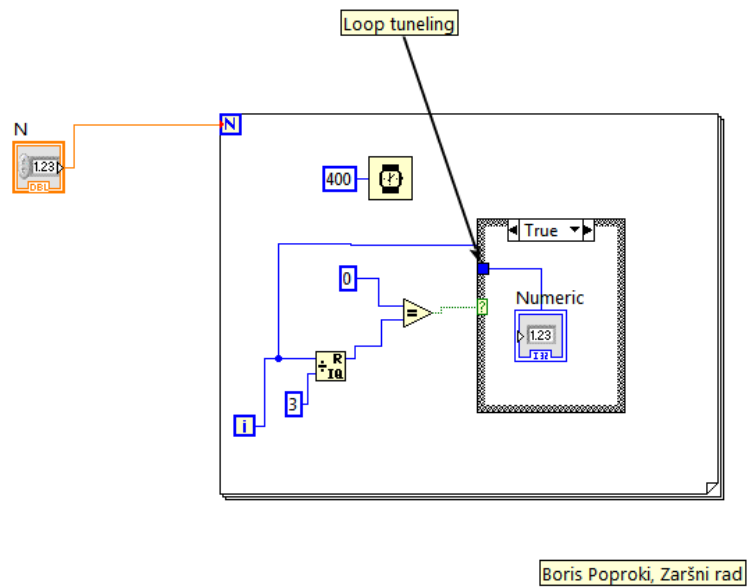 Loop tuneling
N
N
1.23
DBL
400
True
0
Numeric
=
?
1.23
I32
R
IQ
3
i
Boris Poproki, Zaršni rad